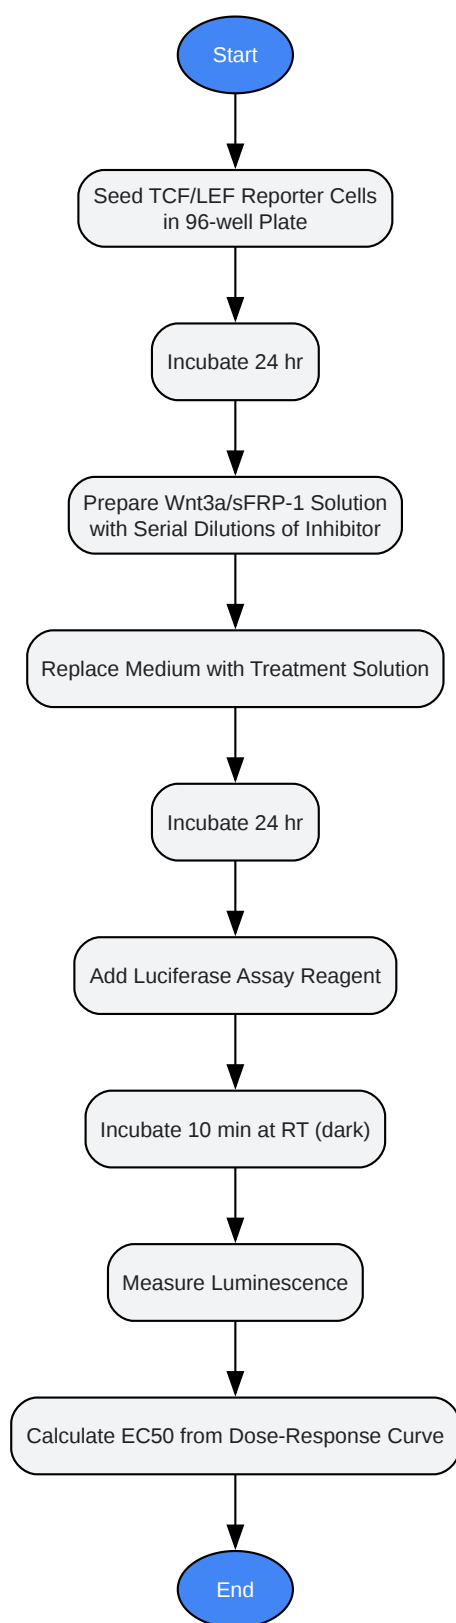 Start
Seed TCF/LEF Reporter Cells
in 96-well Plate
Incubate 24 hr
Prepare Wnt3a/sFRP-1 Solution
with Serial Dilutions of Inhibitor
Replace Medium with Treatment Solution
Incubate 24 hr
Add Luciferase Assay Reagent
Incubate 10 min at RT (dark)
Measure Luminescence
Calculate EC50 from Dose-Response Curve
End